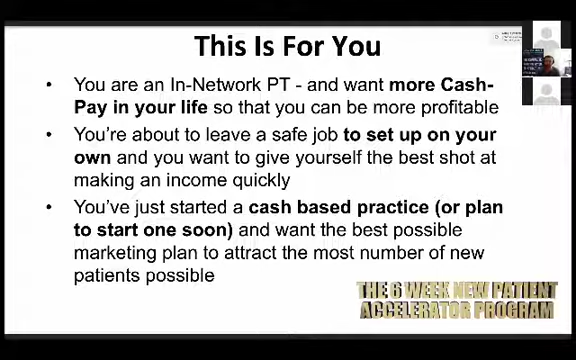 This Is For You
• You are an In-Network PT - and want more Cash-
Pay in your life so that you can be more profitable
• You're about to leave a safe job to set up on your
own and you want to give yourself the best shot at
making an income quickly
• You've just started a cash based practice (or plan
to start one soon) and want the best possible
marketing plan to attract the most number of new
patients possible
THE 6 WEEK NEW PATIENT
ACCELERATOR PROGRAM